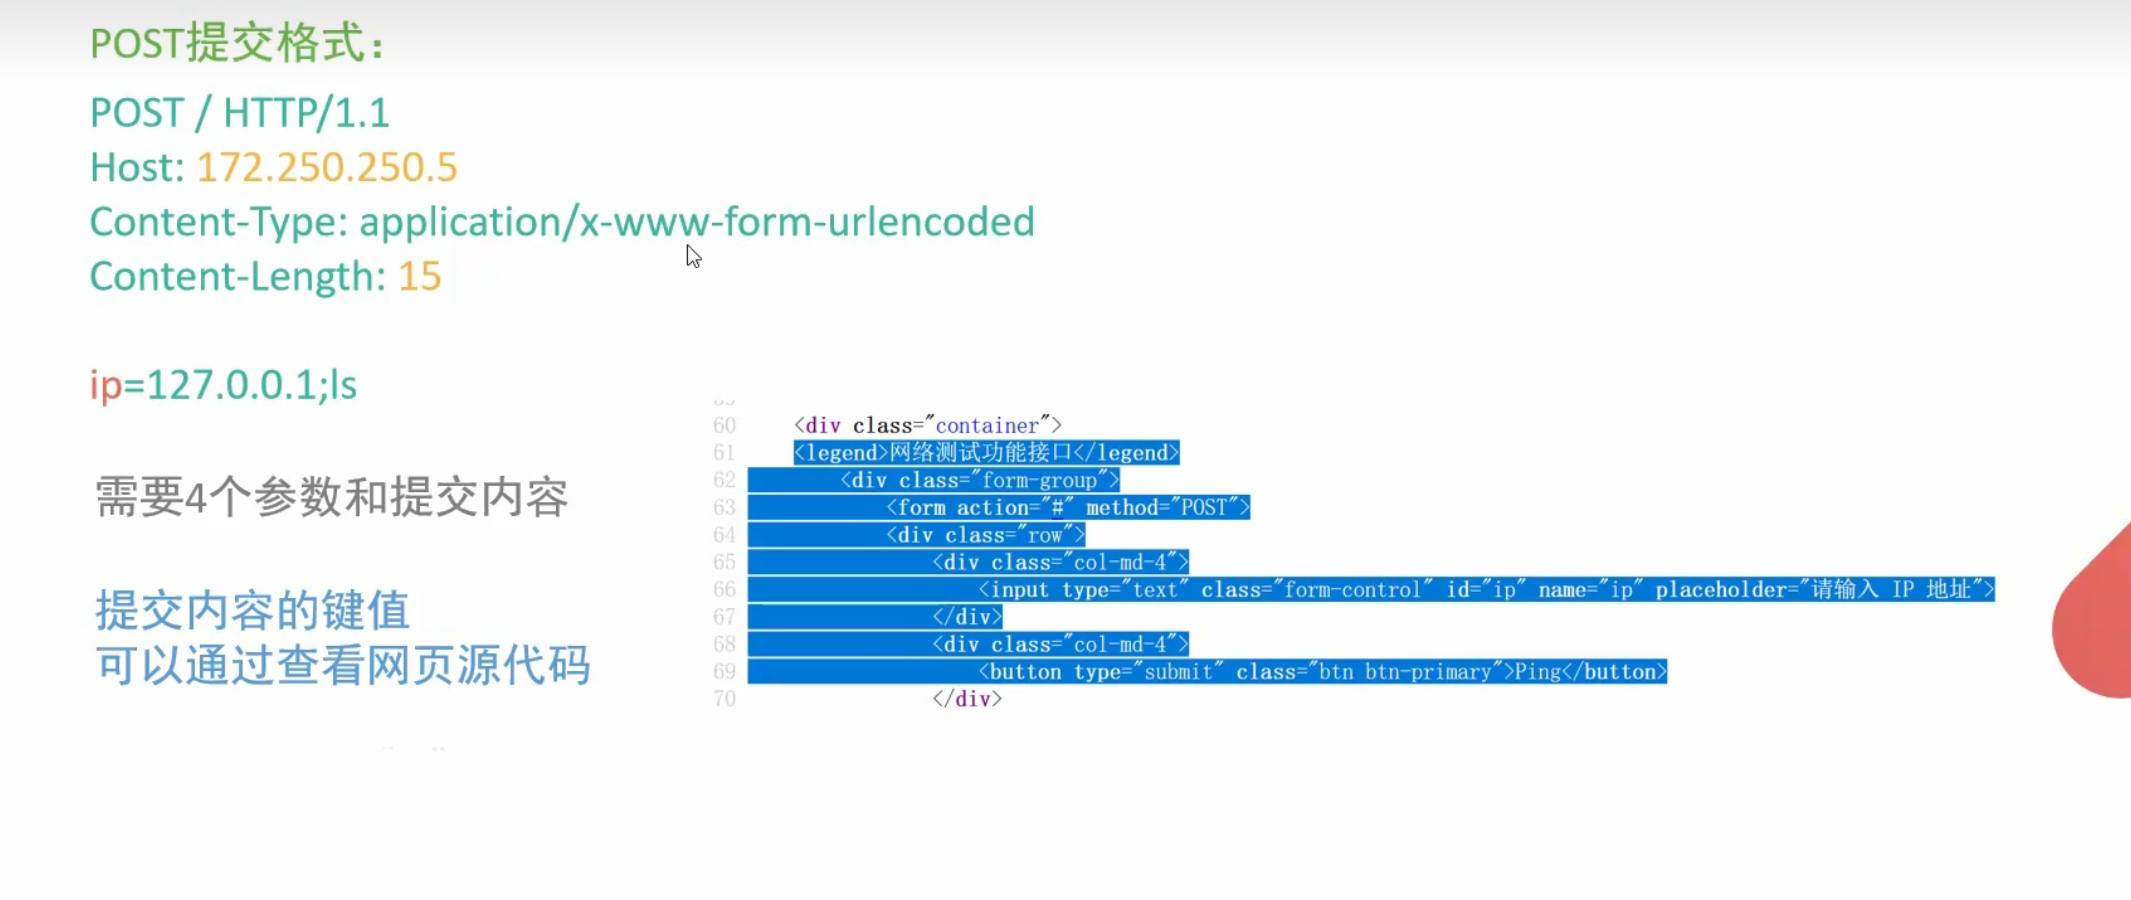 POST提交格式：
POST / HTTP/1.1
Host: 172.250.250.5
Content-Type: application/x-www-form-urlencoded
Content-Length: 15
ip=127.0.0.1;ls
需要4个参数和提交内容
提交内容的键值
可以通过查看网页源代码
60 <div class="container">
61 <legend>网络测试功能接口</legend>
62 <div class="form-group">
63 <form action="#" method="POST">
64 <div class="row">
65 <div class="col-md-4">
66 <input type="text" class="form-control" id="ip" name="ip" placeholder="请输入 IP 地址">
67 </div>
68 <div class="col-md-4">
69 <button type="submit" class="btn btn-primary">Ping</button>
70 </div>